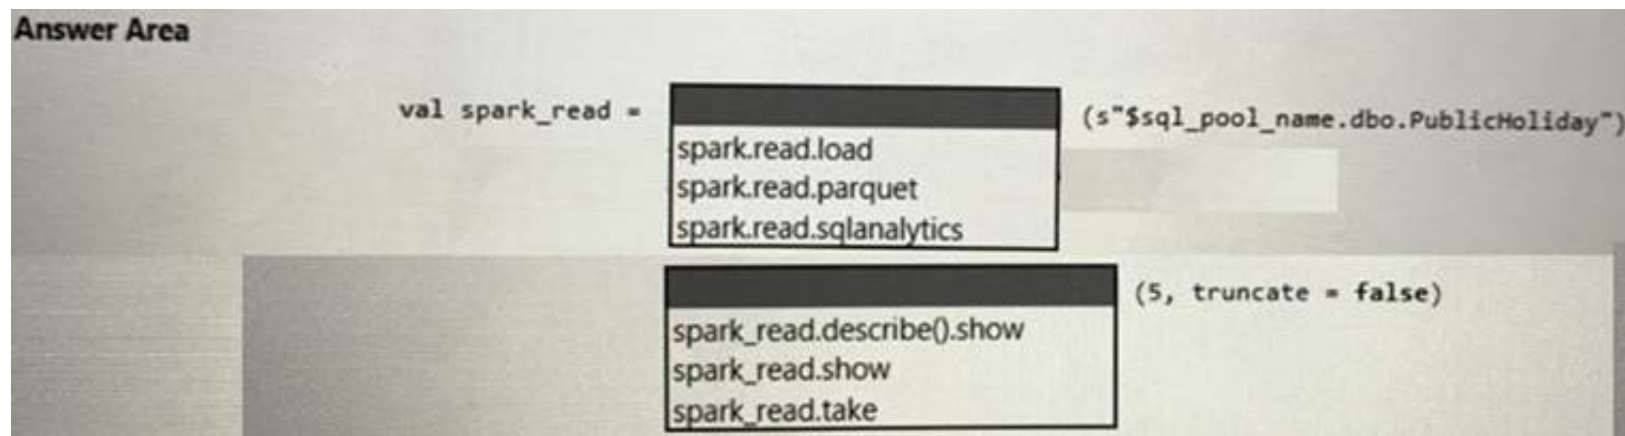 Answer Area
val spark_read = (s"$sql_pool_name.dbo.PublicHoliday")
spark.read.load
spark.read.parquet
spark.read.sqlanalytics
(5, truncate = false)
spark_read.describe().show
spark_read.show
spark_read.take